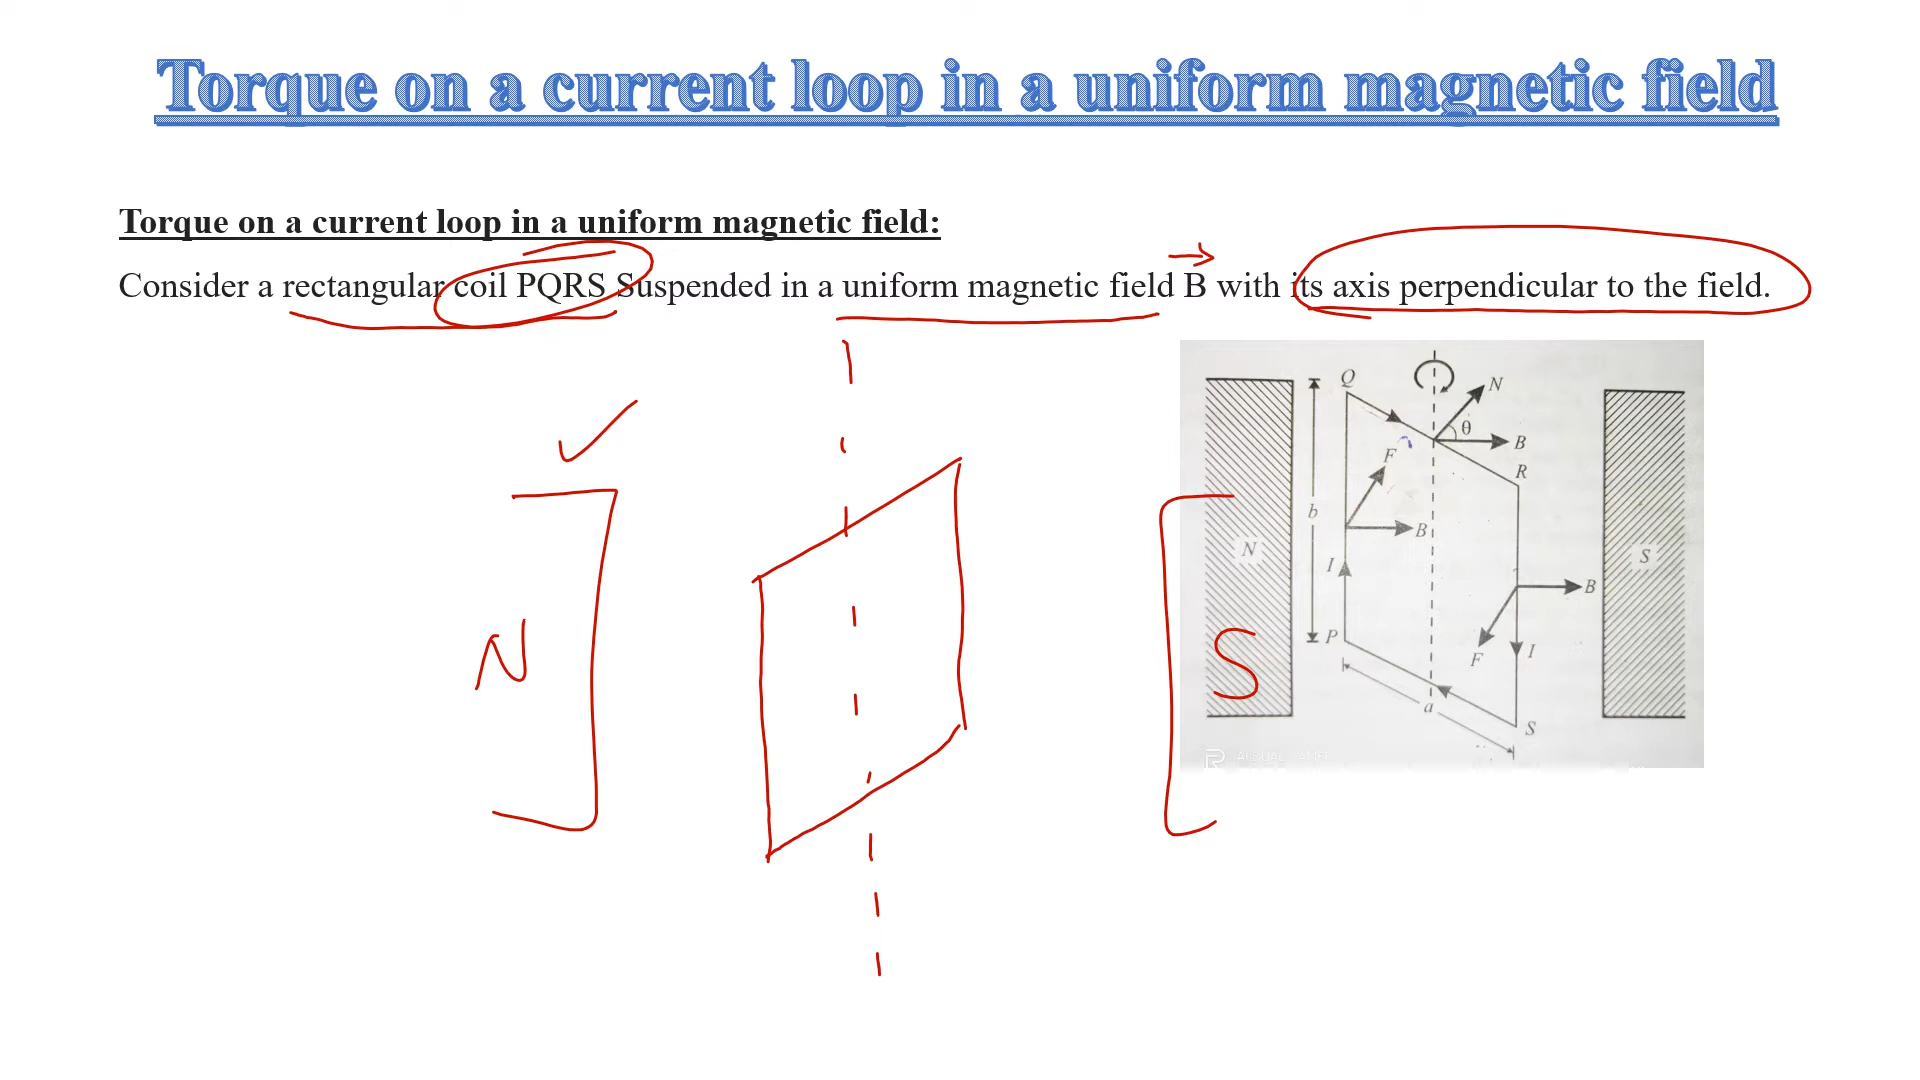 Torque on a current loop in a uniform magnetic field
Torque on a current loop in a uniform magnetic field:
Consider a rectangular coil PQRS Suspended in a uniform magnetic field B with its axis perpendicular to the field.
Q
N
θ
B
F
R
b
B
N
S
I
B
P
N
S
F
I
a
S